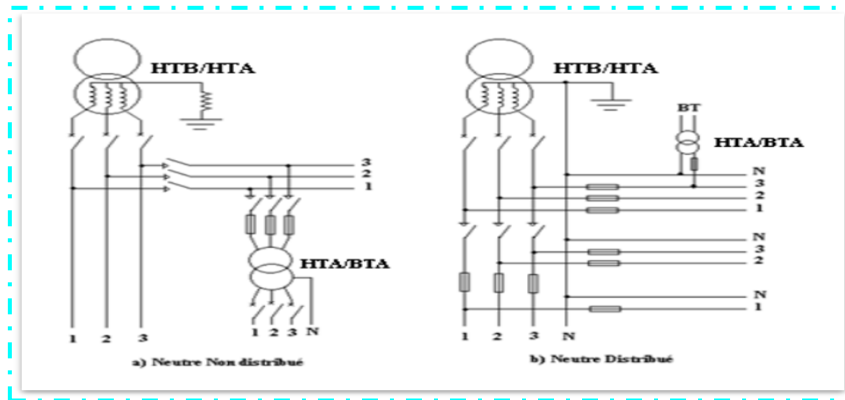 HTB/HTA
3
2
1
HTA/BTA
1 2 3 N
1 2 3
a) Neutre Non distribué
HTB/HTA
BT
HTA/BTA
N
3
2
1
N
3
2
N
1
1 2 3 N
b) Neutre Distribué